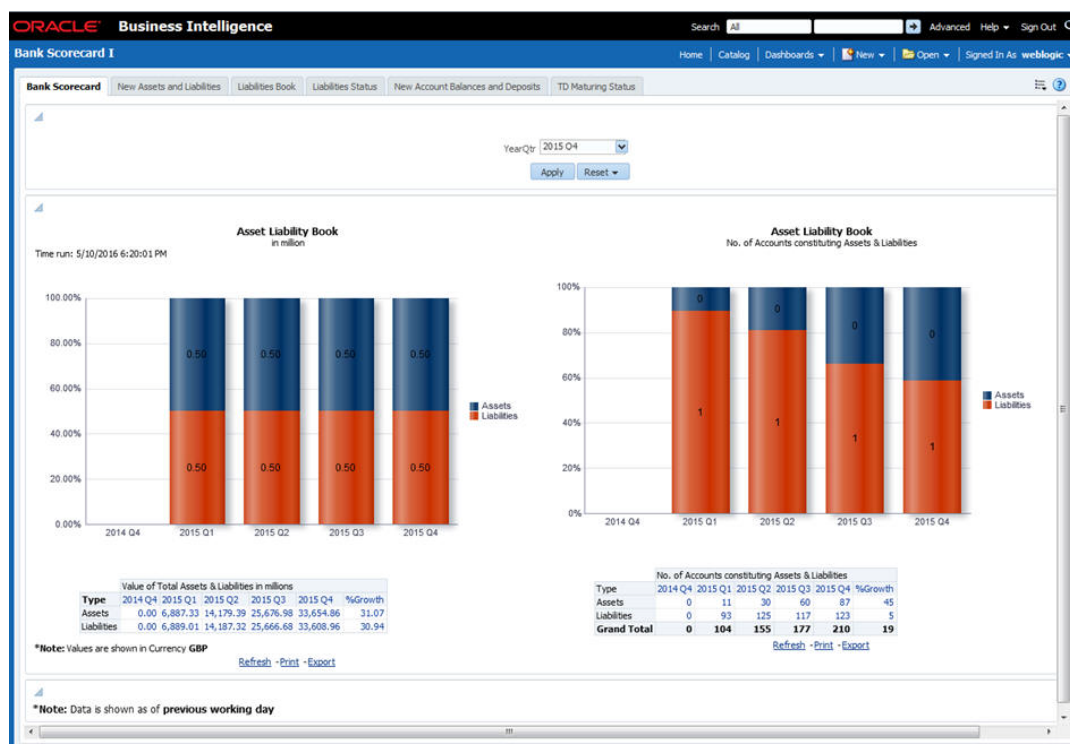 ORACLE Business Intelligence
Search All Advanced Help Sign Out
Bank Scorecard I
Home Catalog Dashboards New Open Signed In As weblogic
Bank Scorecard New Assets and Liabilities Liabilities Book Liabilities Status New Account Balances and Deposits TD Maturing Status
YearQtr 2015 Q4
Apply Reset
Asset Liability Book
in million
Time run: 5/10/2016 6:20:01 PM
100.00%
80.00%
60.00%
40.00%
20.00%
0.00%
0.50 0.50 0.50 0.50
0.50 0.50 0.50 0.50
2014 Q4 2015 Q1 2015 Q2 2015 Q3 2015 Q4
Assets
Liabilities
Value of Total Assets & Liabilities in millions
Type 2014 Q4 2015 Q1 2015 Q2 2015 Q3 2015 Q4 %Growth
Assets 0.00 6,887.33 14,179.39 25,676.98 33,654.86 31.07
Liabilities 0.00 6,889.01 14,187.32 25,666.68 33,608.96 30.94
*Note: Values are shown in Currency GBP
Refresh - Print - Export
Asset Liability Book
No. of Accounts constituting Assets & Liabilities
100%
80%
60%
40%
20%
0%
0 0 0 0
1 1 1 1
2014 Q4 2015 Q1 2015 Q2 2015 Q3 2015 Q4
Assets
Liabilities
No. of Accounts constituting Assets & Liabilities
Type 2014 Q4 2015 Q1 2015 Q2 2015 Q3 2015 Q4 %Growth
Assets 0 11 30 60 87 45
Liabilities 0 93 125 117 123 5
Grand Total 0 104 155 177 210 19
Refresh - Print - Export
*Note: Data is shown as of previous working day